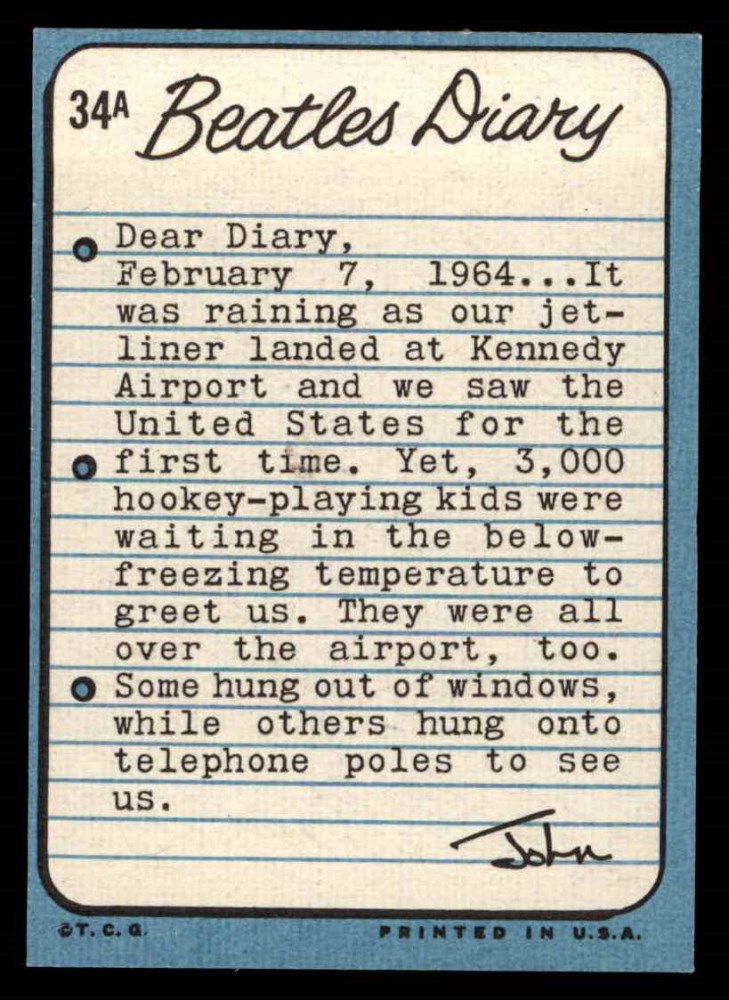 34A Beatles Diary
Dear Diary,
February 7, 1964...It
was raining as our jet-
liner landed at Kennedy
Airport and we saw the
United States for the
first time. Yet, 3,000
hookey-playing kids were
waiting in the below-
freezing temperature to
greet us. They were all
over the airport, too.
Some hung out of windows,
while others hung onto
telephone poles to see
us.
John
©T.C.G. PRINTED IN U.S.A.